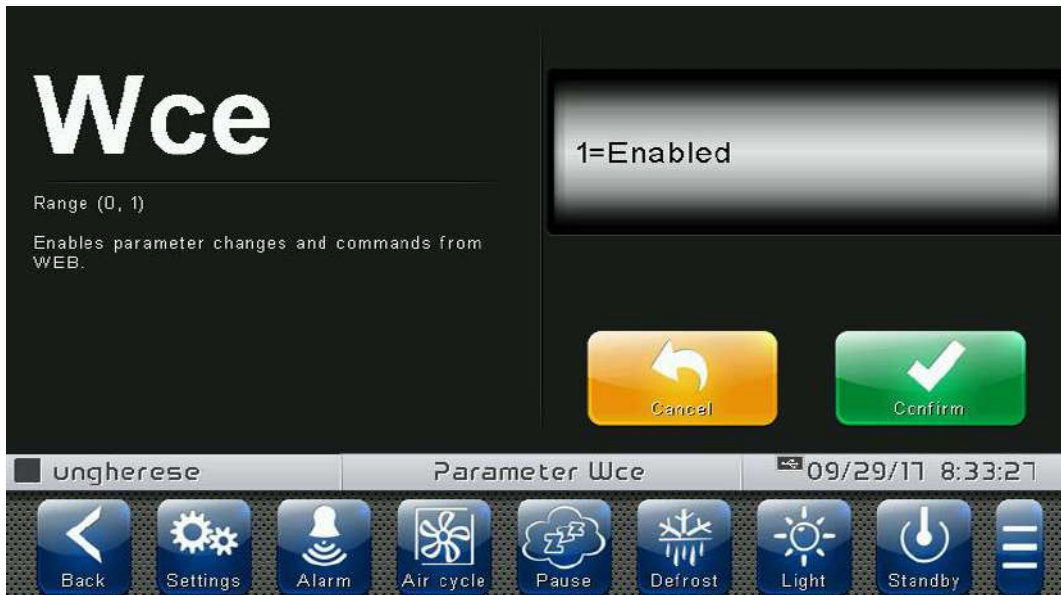 Wce
Range (0, 1)
Enables parameter changes and commands from
WEB.
1=Enabled
Cancel
Confirm
ungherese
Parameter Wce
09/29/17 8:33:27
Back
Settings
Alarm
Air cycle
zzz
Pause
Defrost
Light
Standby